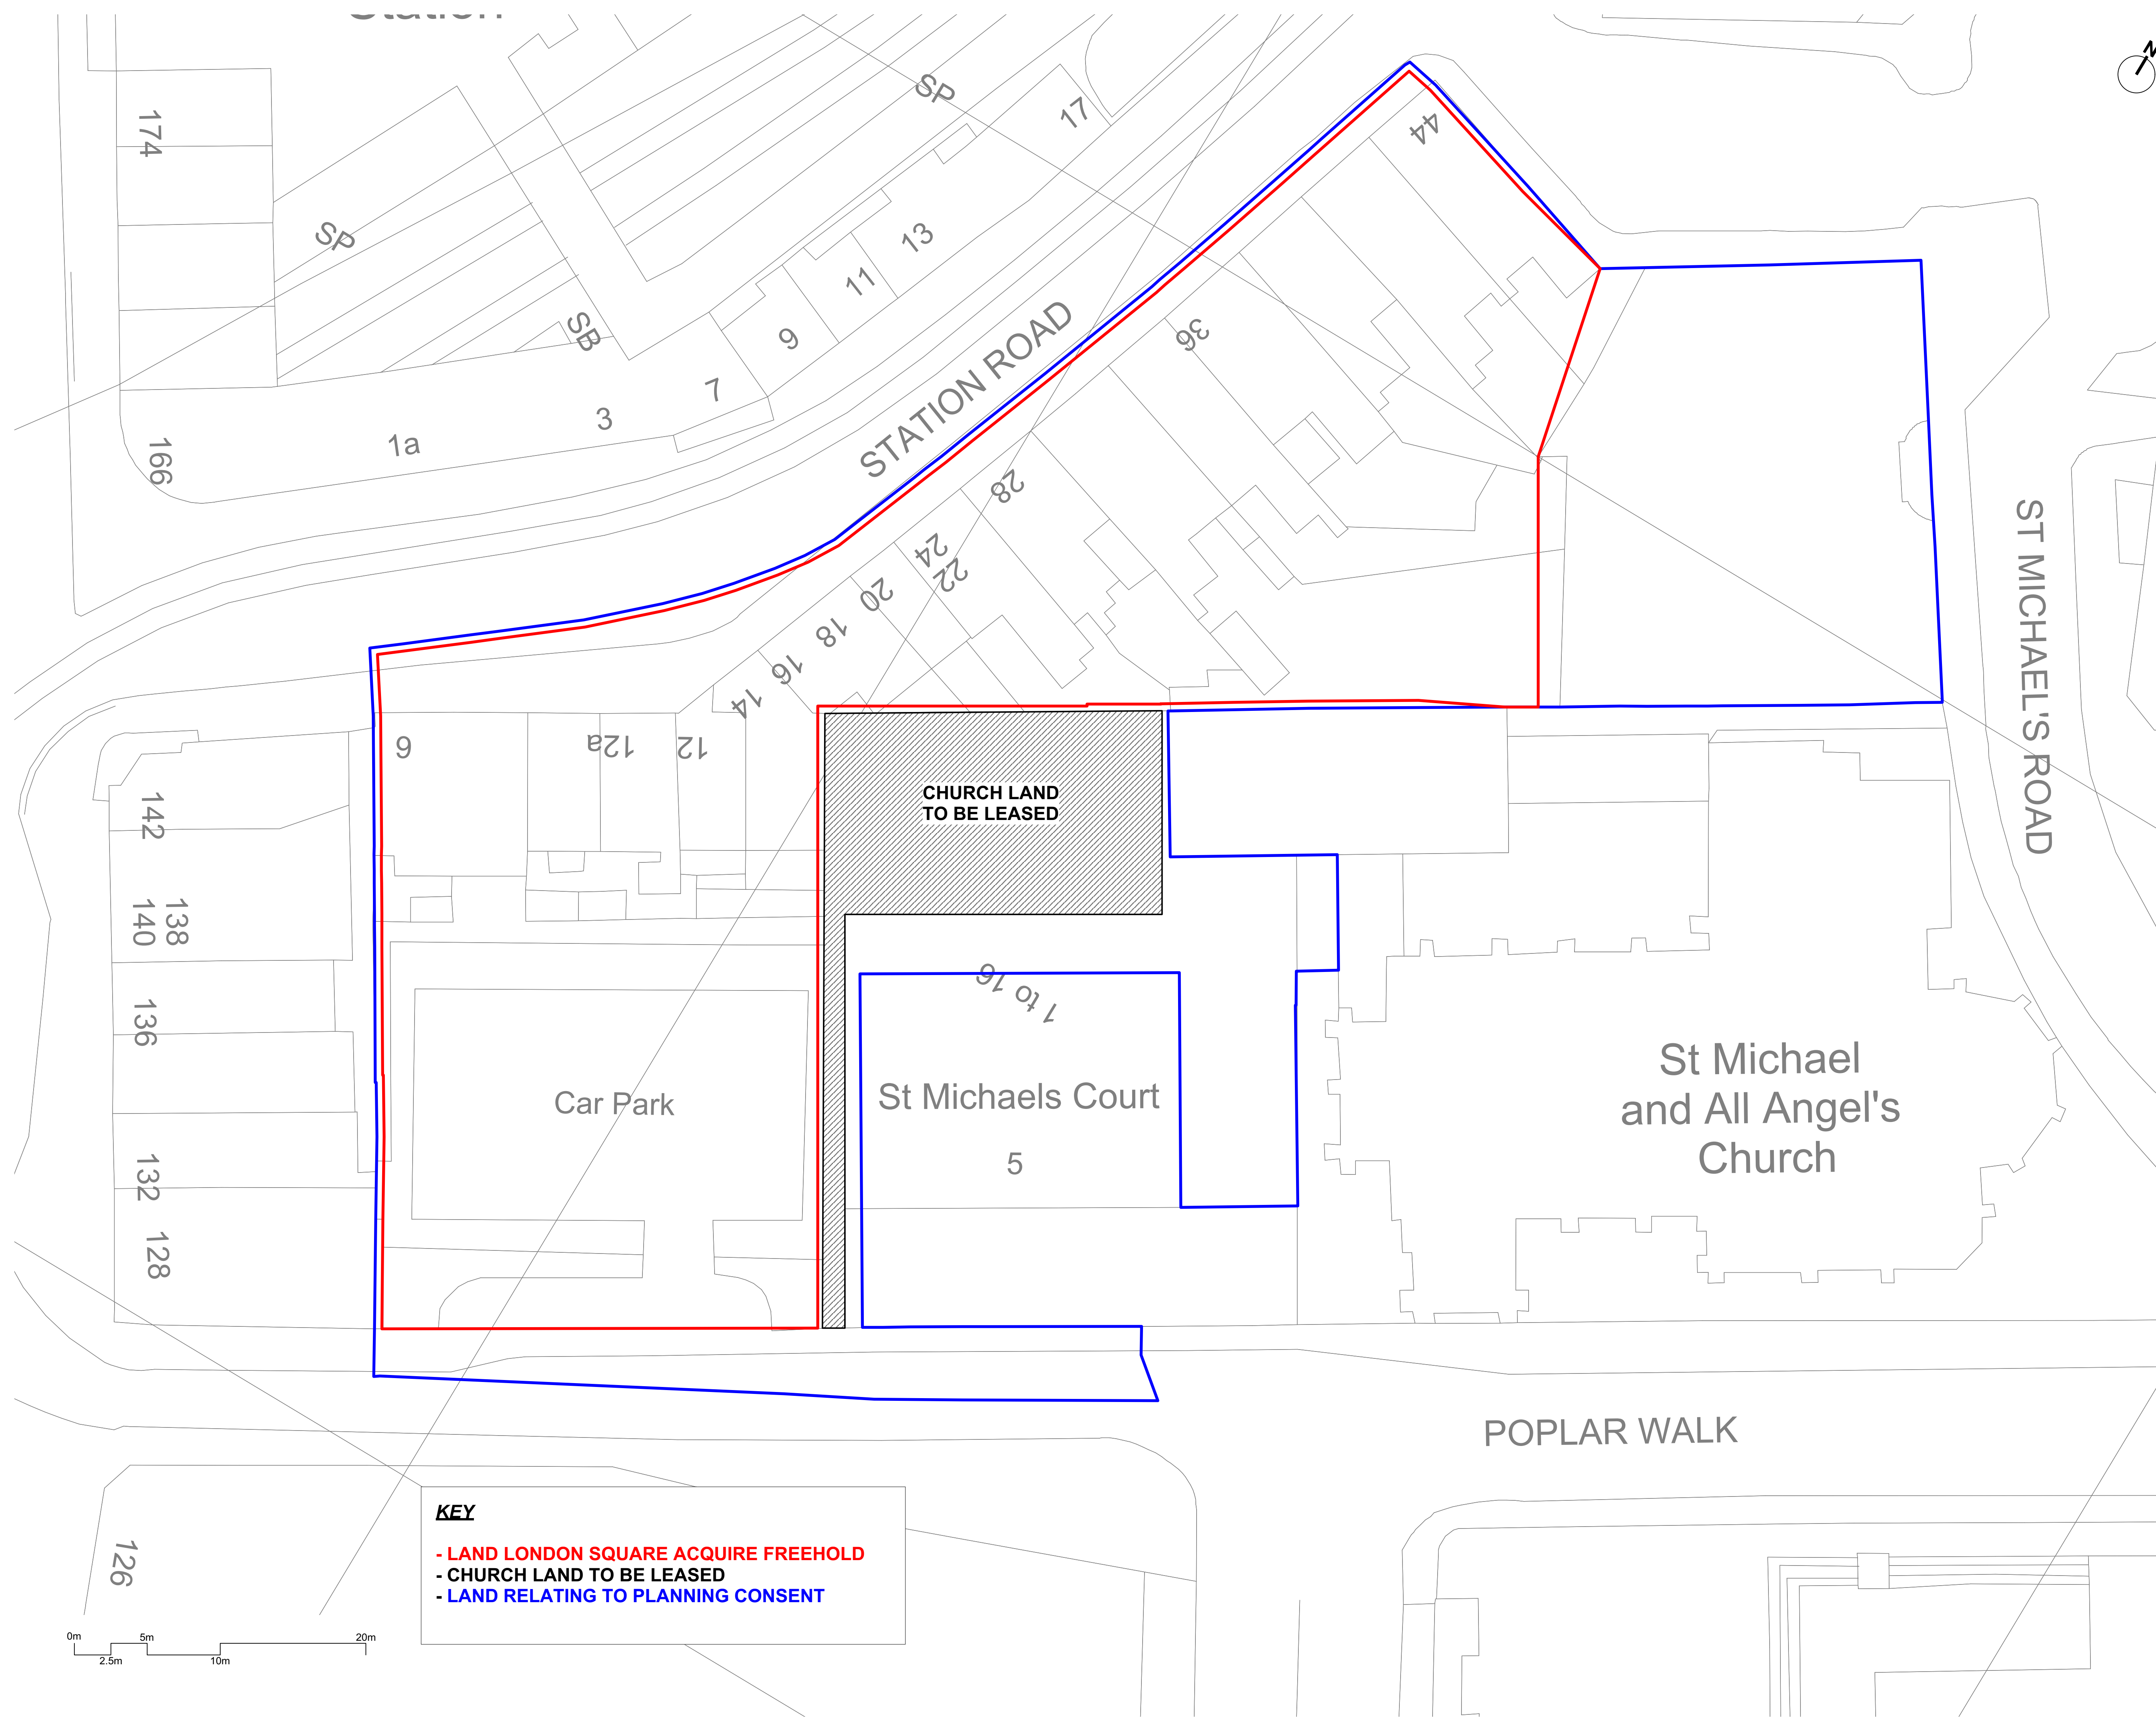 Station
N
174
SP
17
44
SP
13
11
SB
9
36
STATION ROAD
7
3
1a
166
28
24
22
20
18
16
14
ST MICHAEL'S ROAD
6
12a
12
142
CHURCH LAND
TO BE LEASED
138
140
1 to 16
136
St Michael
and All Angel's
Church
Car Park
St Michaels Court
5
132
128
POPLAR WALK
KEY
- LAND LONDON SQUARE ACQUIRE FREEHOLD
- CHURCH LAND TO BE LEASED
- LAND RELATING TO PLANNING CONSENT
126
0m
5m
20m
2.5m
10m